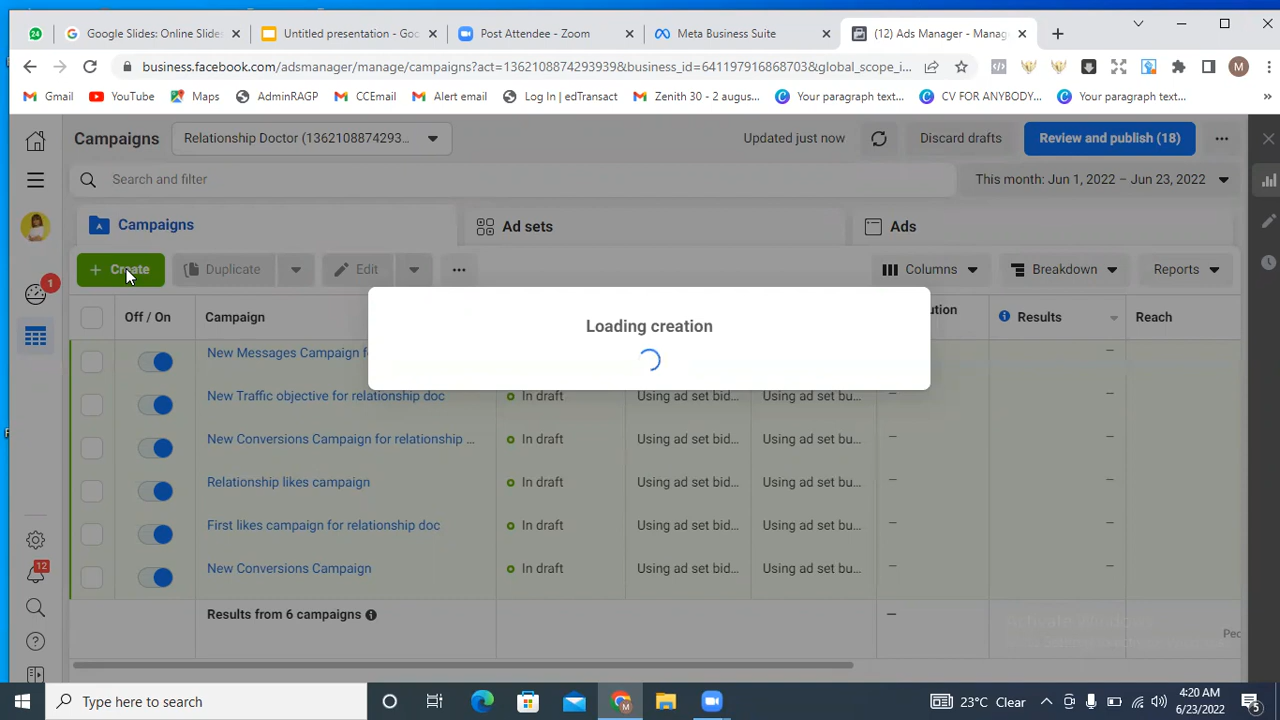 24
Google Slides: Online Slide
Untitled presentation - Goo
Post Attendee - Zoom
Meta Business Suite
(12) Ads Manager - Manage
business.facebook.com/adsmanager/manage/campaigns?act=1362108874293939&business_id=641197916868703&global_scope_i...
M
Gmail
YouTube
Maps
AdminRAGP
CCEmail
Alert email
Log In | edTransact
Zenith 30 - 2 augus...
Your paragraph text...
CV FOR ANYBODY...
Your paragraph text...
»
Campaigns
Relationship Doctor (1362108874293...
Updated just now
Discard drafts
Review and publish (18)
Search and filter
This month: Jun 1, 2022 – Jun 23, 2022
Campaigns
Ad sets
Ads
+ Create
Duplicate
Edit
Columns
Breakdown
Reports
1
Off / On
Campaign
Results
Reach
Loading creation
New Messages Campaign
–
New Traffic objective for relationship doc
In draft
Using ad set bid...
Using ad set bu...
–
–
New Conversions Campaign for relationship ...
In draft
Using ad set bid...
Using ad set bu...
–
–
Relationship likes campaign
In draft
Using ad set bid...
Using ad set bu...
–
–
First likes campaign for relationship doc
In draft
Using ad set bid...
Using ad set bu...
–
–
New Conversions Campaign
In draft
Using ad set bid...
Using ad set bu...
–
–
Results from 6 campaigns
–
12
Type here to search
23°C Clear
4:20 AM
6/23/2022
5